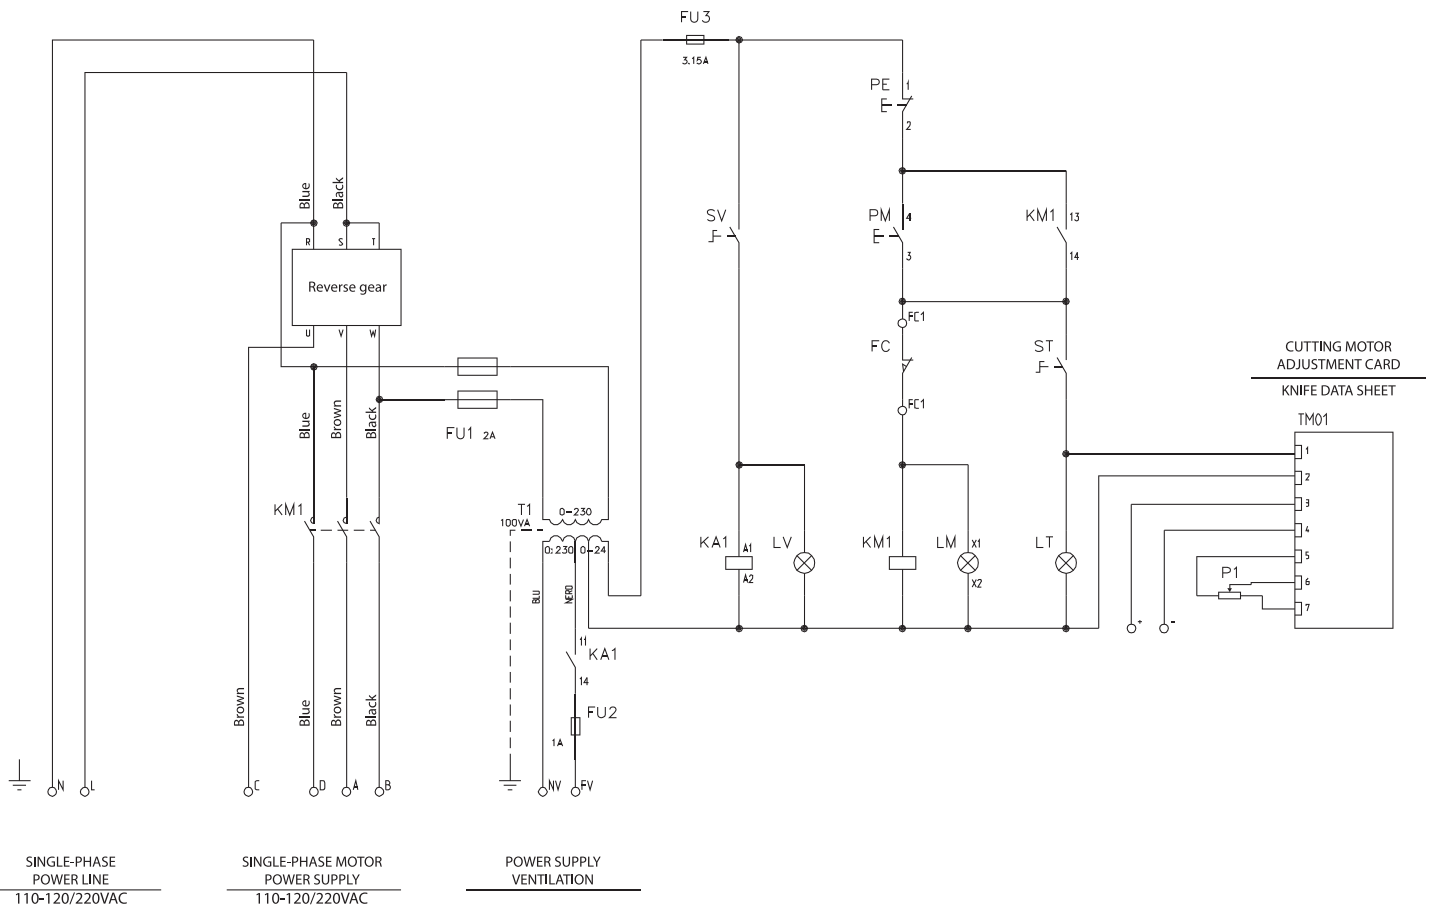 FU3
3.15A
PE 1
2
Blue
Black
SV
PM 4
3
KM1 13
14
R S T
Reverse gear
U V W
FC1
FC
FC1
ST
CUTTING MOTOR
ADJUSTMENT CARD
KNIFE DATA SHEET
TM01
1
2
3
4
5
6
7
P1
+ -
Blue
Brown
Black
FU1 2A
KM1
T1
100VA
0-230
0:230 0-24
BLU
NERO
KA1 A1
A2
LV
KM1
LM X1
X2
LT
11
KA1
14
FU2
1A
Brown
Blue
Brown
Black
N L C D A B NV FV
SINGLE-PHASE
POWER LINE
110-120/220VAC
SINGLE-PHASE MOTOR
POWER SUPPLY
110-120/220VAC
POWER SUPPLY
VENTILATION